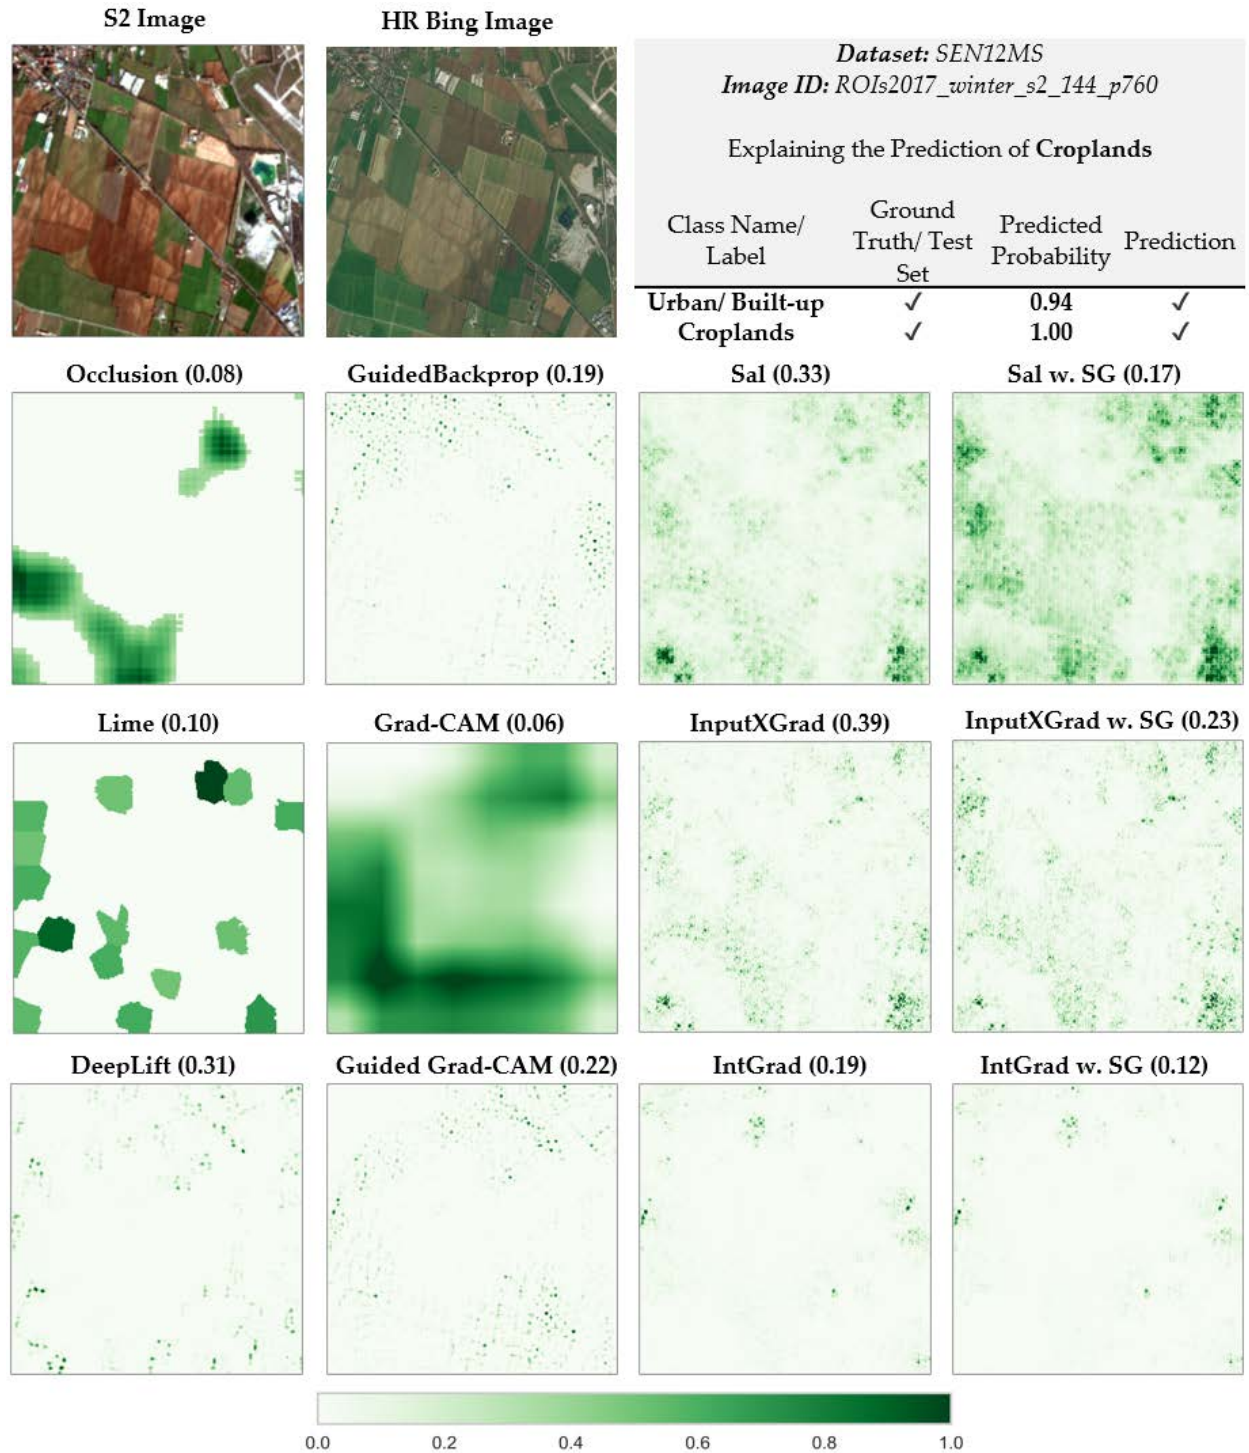 S2 Image
HR Bing Image
Dataset: SEN12MS
Image ID: ROIs2017_winter_s2_144_p760
Explaining the Prediction of Croplands
Class Name/ Label
Ground Truth/ Test Set
Predicted Probability
Prediction
Urban/ Built-up ✓ 0.94 ✓
Croplands ✓ 1.00 ✓
Occlusion (0.08)
GuidedBackprop (0.19)
Sal (0.33)
Sal w. SG (0.17)
Lime (0.10)
Grad-CAM (0.06)
InputXGrad (0.39)
InputXGrad w. SG (0.23)
DeepLift (0.31)
Guided Grad-CAM (0.22)
IntGrad (0.19)
IntGrad w. SG (0.12)
0.0 0.2 0.4 0.6 0.8 1.0